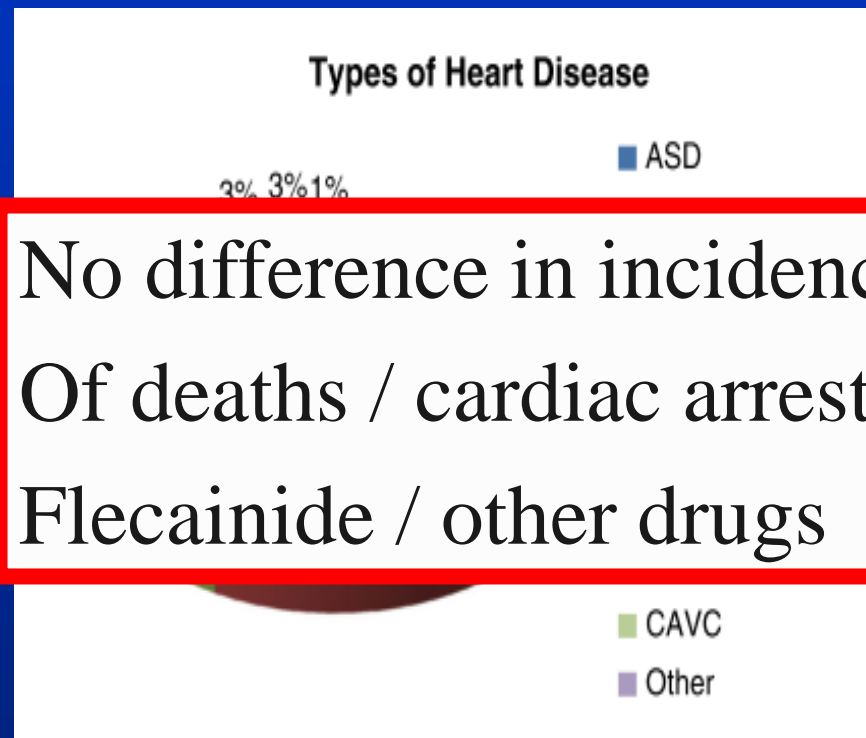 Types of Heart Disease
ASD
3% 3% 1%
No difference in
Of deaths / cardiac arrest
Flecainide / other drugs
CAVC
Other